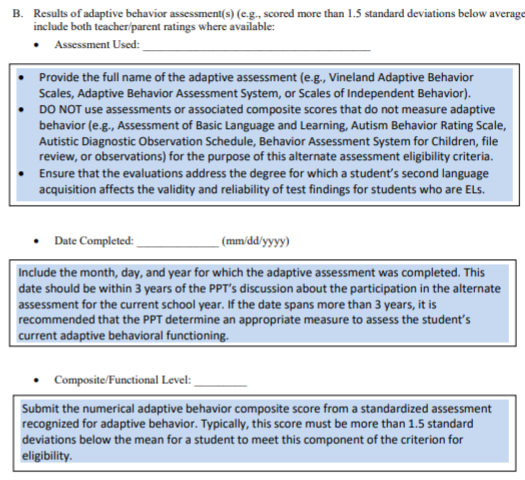 B. Results of adaptive behavior assessment(s) (e.g., scored more than 1.5 standard deviations below average
include both teacher/parent ratings where available:
• Assessment Used: ____________________
• Provide the full name of the adaptive assessment (e.g., Vineland Adaptive Behavior
Scales, Adaptive Behavior Assessment System, or Scales of Independent Behavior).
• DO NOT use assessments or associated composite scores that do not measure adaptive
behavior (e.g., Assessment of Basic Language and Learning, Autism Behavior Rating Scale,
Autistic Diagnostic Observation Schedule, Behavior Assessment System for Children, file
review, or observations) for the purpose of this alternate assessment eligibility criteria.
• Ensure that the evaluations address the degree for which a student's second language
acquisition affects the validity and reliability of test findings for students who are ELs.
• Date Completed: ______________ (mm/dd/yyyy)
Include the month, day, and year for which the adaptive assessment was completed. This
date should be within 3 years of the PPT's discussion about the participation in the alternate
assessment for the current school year. If the date spans more than 3 years, it is
recommended that the PPT determine an appropriate measure to assess the student's
current adaptive behavioral functioning.
• Composite/Functional Level: _________
Submit the numerical adaptive behavior composite score from a standardized assessment
recognized for adaptive behavior. Typically, this score must be more than 1.5 standard
deviations below the mean for a student to meet this component of the criterion for
eligibility.